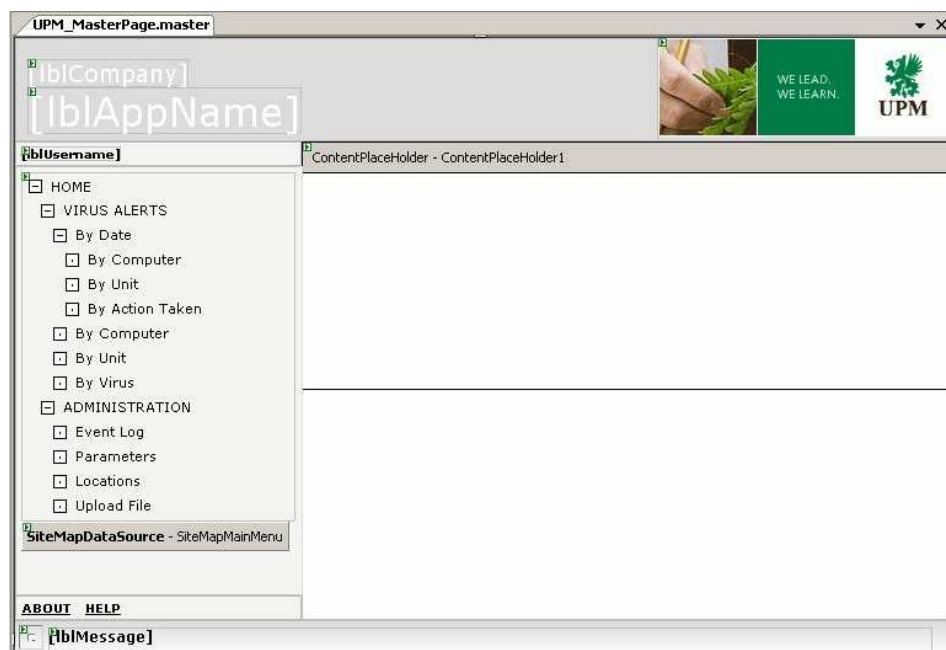 UPM_MasterPage.master
[lblCompany]
[lblAppName]
WE LEAD.
WE LEARN.
UPM
[lblUsername]
ContentPlaceHolder - ContentPlaceHolder1
HOME
VIRUS ALERTS
By Date
By Computer
By Unit
By Action Taken
By Computer
By Unit
By Virus
ADMINISTRATION
Event Log
Parameters
Locations
Upload File
SiteMapDataSource - SiteMapMainMenu
ABOUT HELP
[lblMessage]